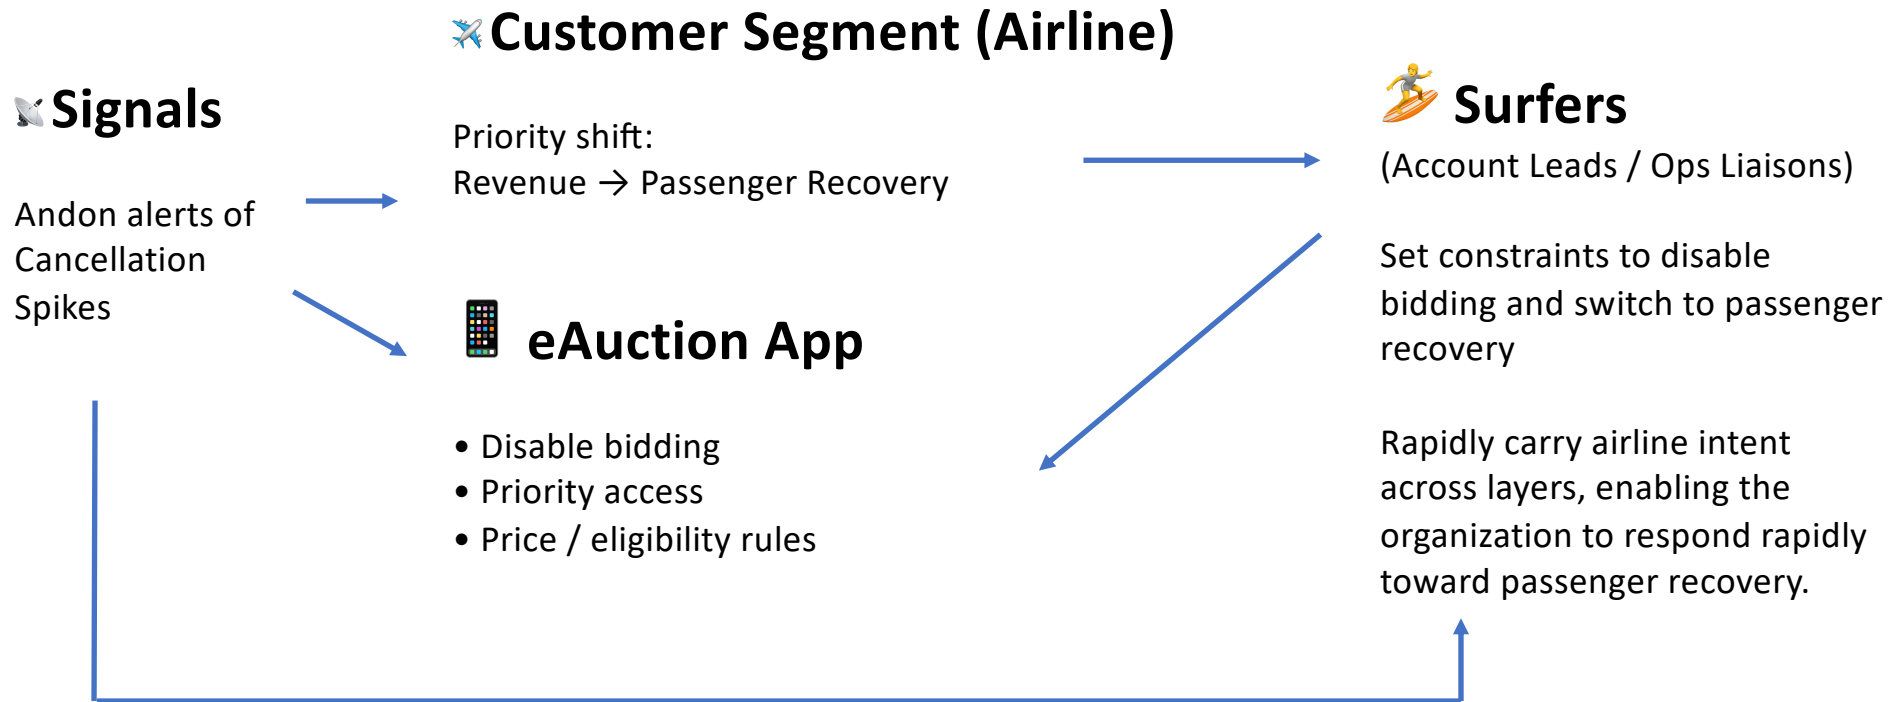 Signals
Andon alerts of
Cancellation
Spikes
Customer Segment (Airline)
Priority shift:
Revenue → Passenger Recovery
eAuction App
• Disable bidding
• Priority access
• Price / eligibility rules
Surfers
(Account Leads / Ops Liaisons)
Set constraints to disable
bidding and switch to passenger
recovery
Rapidly carry airline intent
across layers, enabling the
organization to respond rapidly
toward passenger recovery.